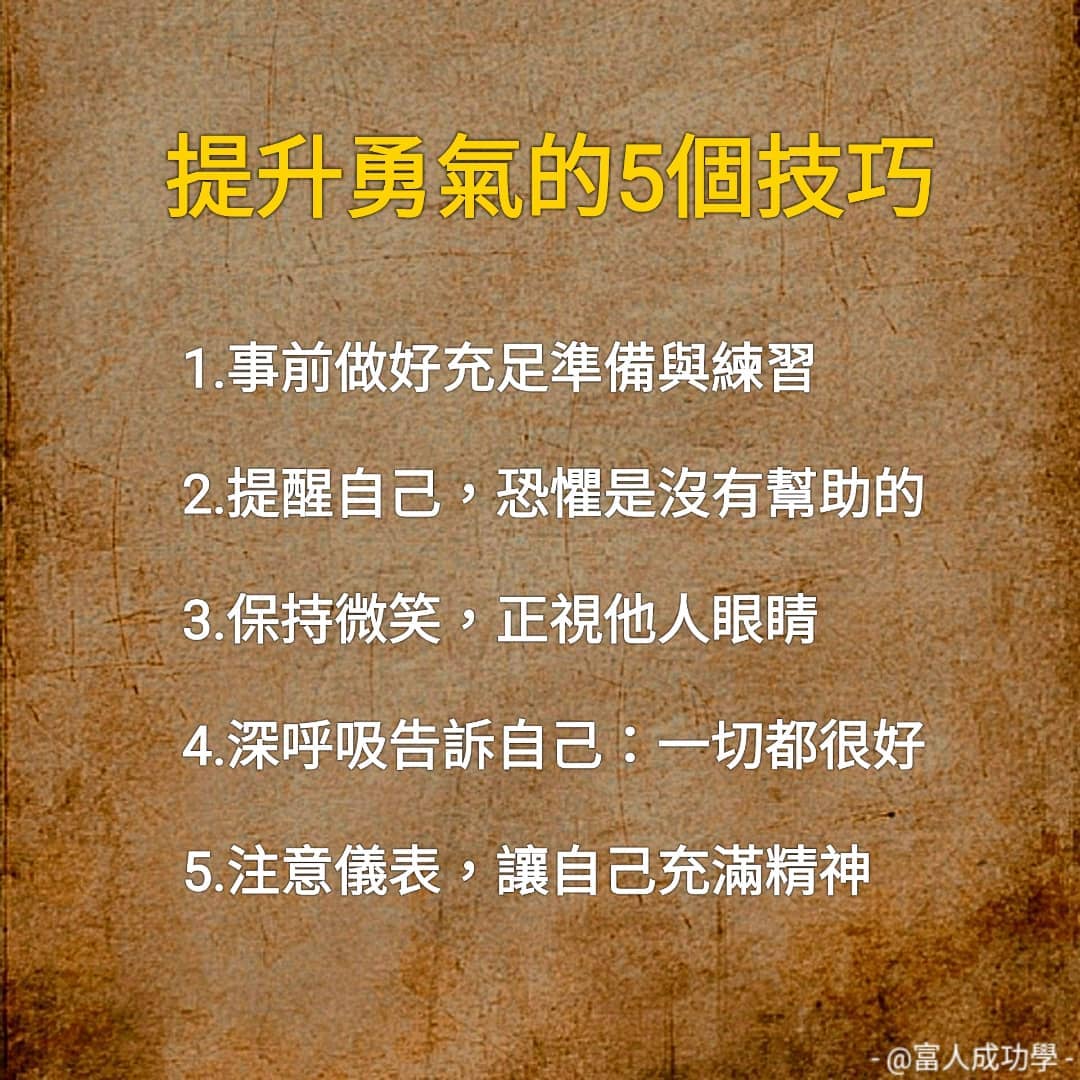 提升勇氣的5個技巧
1.事前做好充足準備與練習
2.提醒自己，恐懼是沒有幫助的
3.保持微笑，正視他人眼睛
4.深呼吸告訴自己：一切都很好
5.注意儀表，讓自己充滿精神
- @富人成功學 -